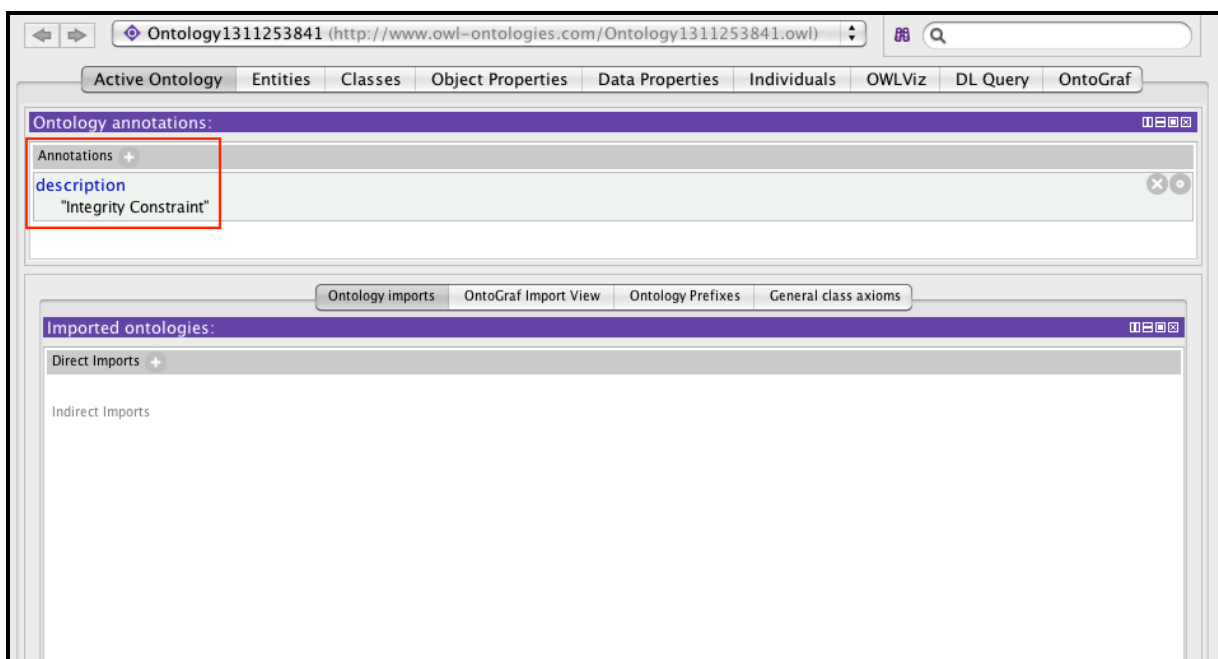 Ontology1311253841 (http://www.owl-ontologies.com/Ontology1311253841.owl)
Active Ontology Entities Classes Object Properties Data Properties Individuals OWLViz DL Query OntoGraf
Ontology annotations:
Annotations
description
"Integrity Constraint"
Ontology imports OntoGraf Import View Ontology Prefixes General class axioms
Imported ontologies:
Direct Imports
Indirect Imports